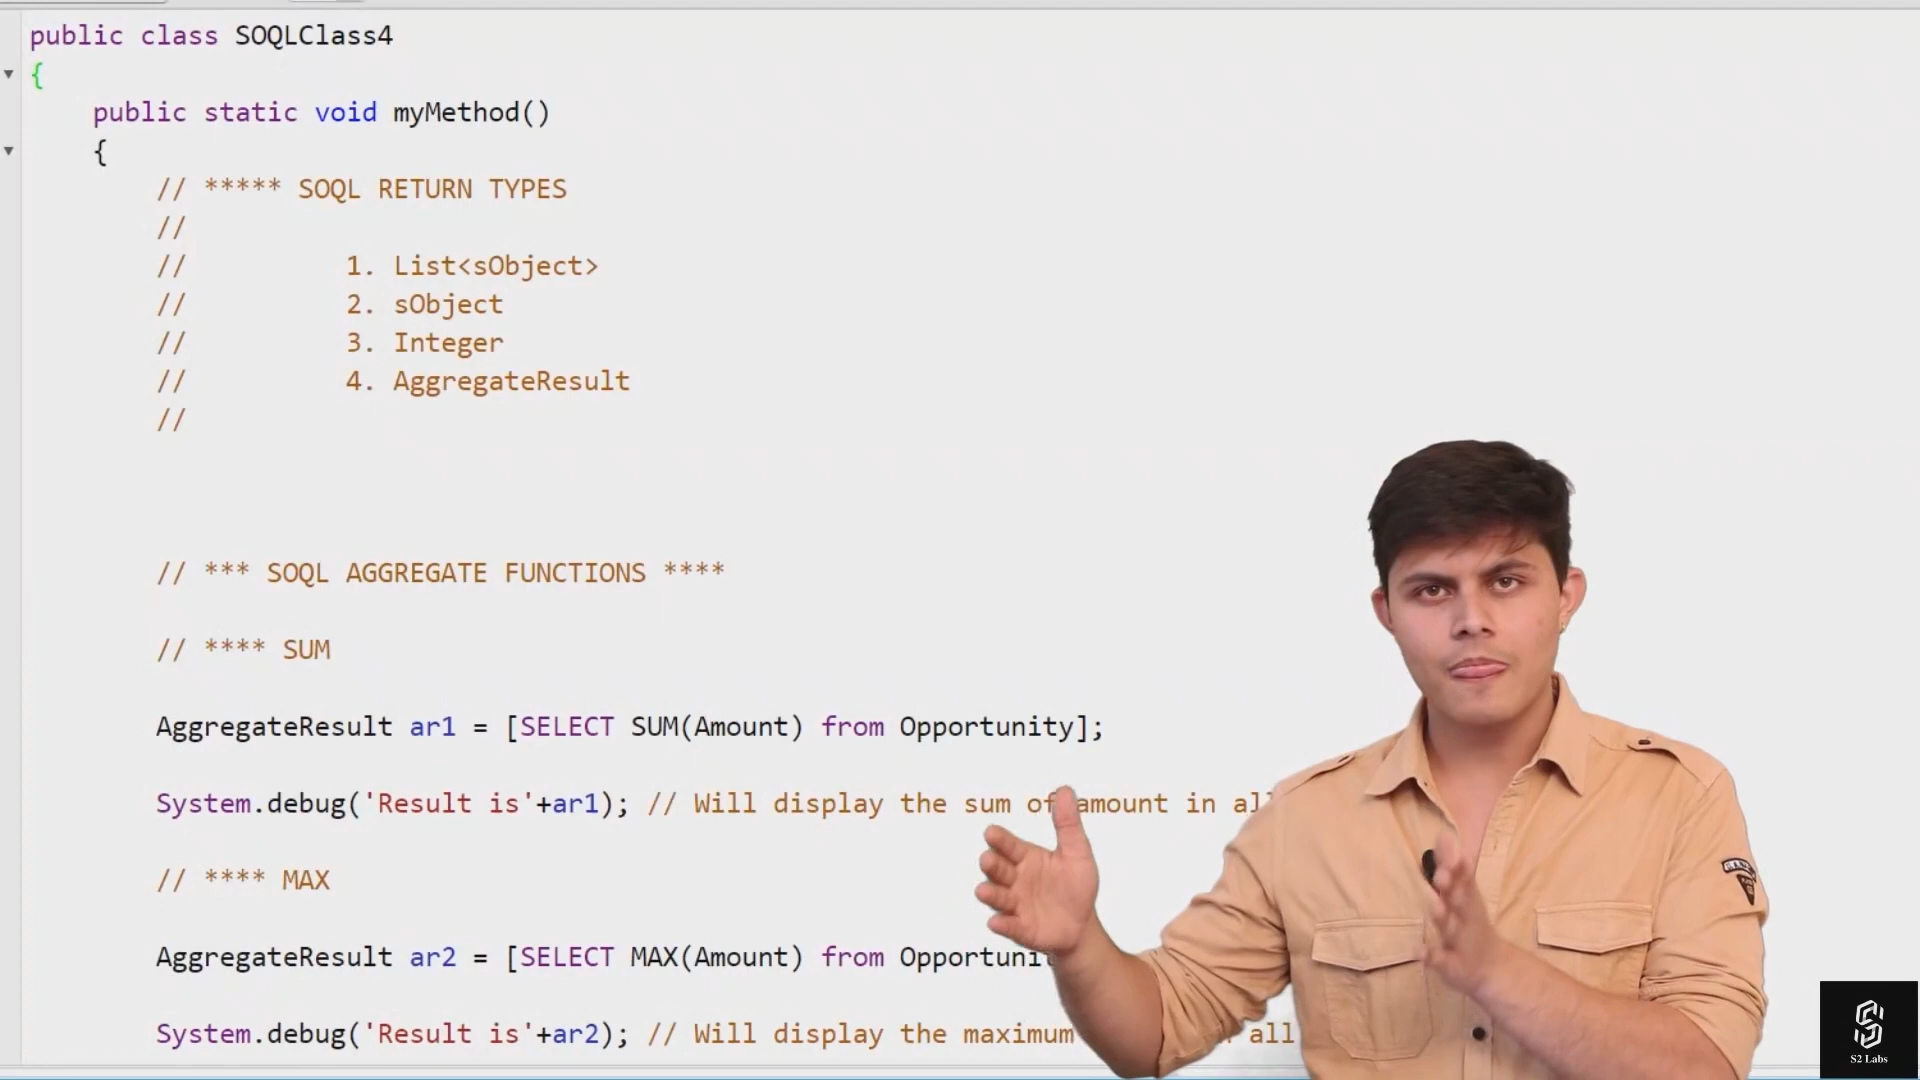 public class SOQLClass4
{
public static void myMethod()
{
// ***** SOQL RETURN TYPES
//
// 1. List<sObject>
// 2. sObject
// 3. Integer
// 4. AggregateResult
//
// *** SOQL AGGREGATE FUNCTIONS ****
// **** SUM
AggregateResult ar1 = [SELECT SUM(Amount) from Opportunity];
System.debug('Result is'+ar1); // Will display the sum of amount in all
// **** MAX
AggregateResult ar2 = [SELECT MAX(Amount) from Opportunit
System.debug('Result is'+ar2); // Will display the maximum all
S2 Labs